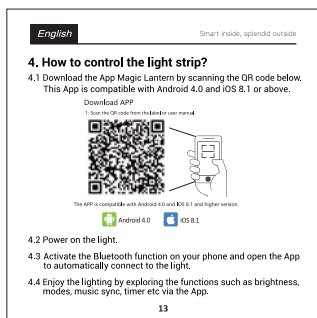 English
Smart inside, splendid outside
4. How to control the light strip?
4.1 Download the App Magic Lantern by scanning the QR code below.
This App is compatible with Android 4.0 and iOS 8.1 or above.
Download APP
1: Scan the QR code from the label or user manual.
The APP is compatible with Android 4.0 and IOS 8.1 and higher version.
Android 4.0
iOS 8.1
4.2 Power on the light.
4.3 Activate the Bluetooth function on your phone and open the App
to automatically connect to the light.
4.4 Enjoy the lighting by exploring the functions such as brightness,
modes, music sync, timer etc via the App.
13